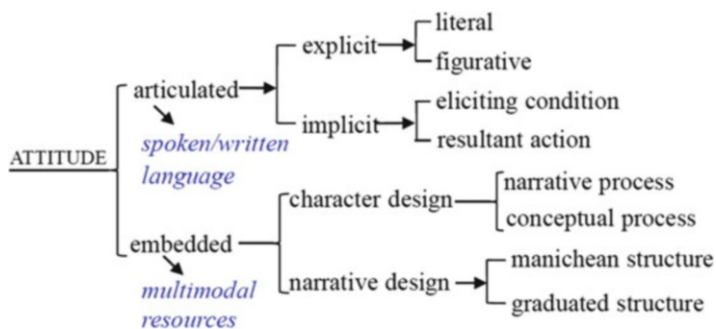 literal
explicit
figurative
articulated
eliciting condition
implicit
resultant action
spoken/written
language
ATTITUDE
narrative process
character design
conceptual process
embedded
manichean structure
narrative design
graduated structure
multimodal
resources